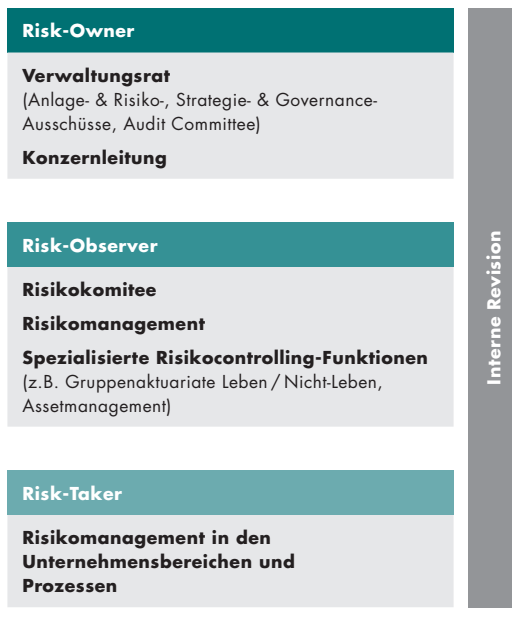 Risk-Owner
Verwaltungsrat
(Anlage- & Risiko-, Strategie- & Governance-
Ausschüsse, Audit Committee)
Konzernleitung
Risk-Observer
Risikokomitee
Risikomanagement
Spezialisierte Risikocontrolling-Funktionen
(z.B. Gruppenaktuariate Leben / Nicht-Leben,
Assetmanagement)
Risk-Taker
Risikomanagement in den
Unternehmensbereichen und
Prozessen
Interne Revision